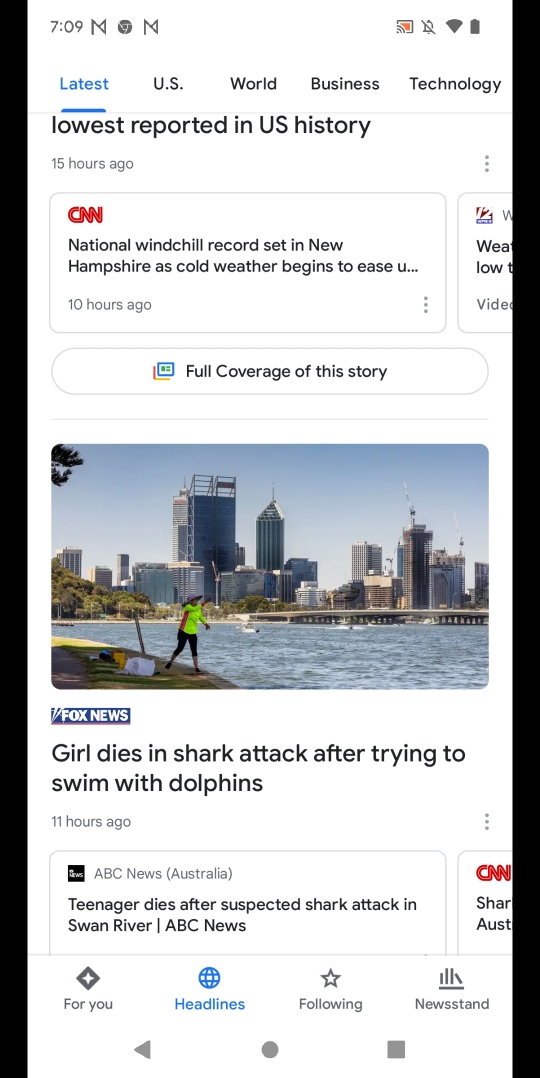 7:09
Latest U.S. World Business Technology
lowest reported in US history
15 hours ago
CNN
National windchill record set in New
Hampshire as cold weather begins to ease u...
10 hours ago
12 W
Weat
low t
Video
Full Coverage of this story
FOX NEWS
Girl dies in shark attack after trying to
swim with dolphins
11 hours ago
NEWS ABC News (Australia)
Teenager dies after suspected shark attack in
Swan River | ABC News
CNN
Shar
Aust
For you Headlines Following Newsstand